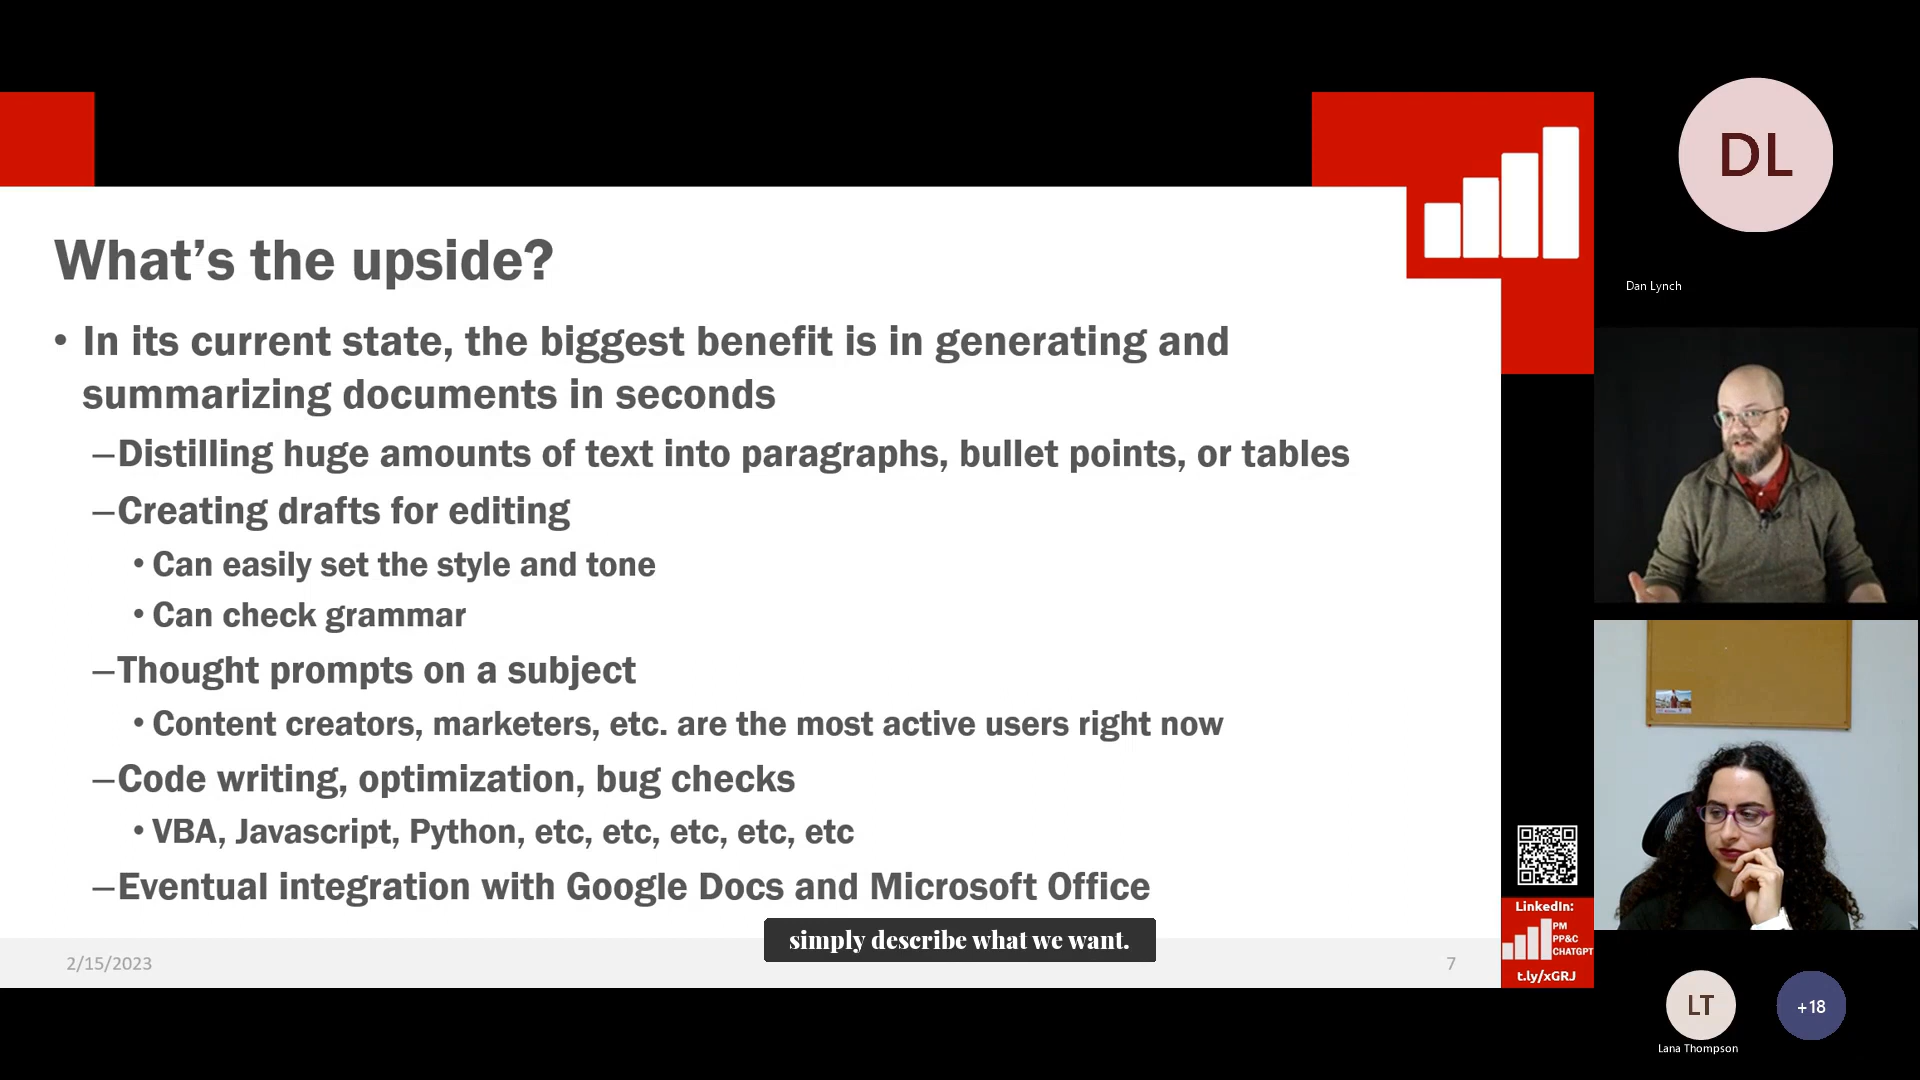 What's the upside?
• In its current state, the biggest benefit is in generating and
summarizing documents in seconds
–Distilling huge amounts of text into paragraphs, bullet points, or tables
–Creating drafts for editing
• Can easily set the style and tone
• Can check grammar
–Thought prompts on a subject
• Content creators, marketers, etc. are the most active users right now
–Code writing, optimization, bug checks
• VBA, Javascript, Python, etc, etc, etc, etc, etc
–Eventual integration with Google Docs and Microsoft Office
simply describe what we want.
2/15/2023
7
LinkedIn:
PM
PP&C
CHATGPT
t.ly/xGRJ
DL
Dan Lynch
LT
Lana Thompson
+18